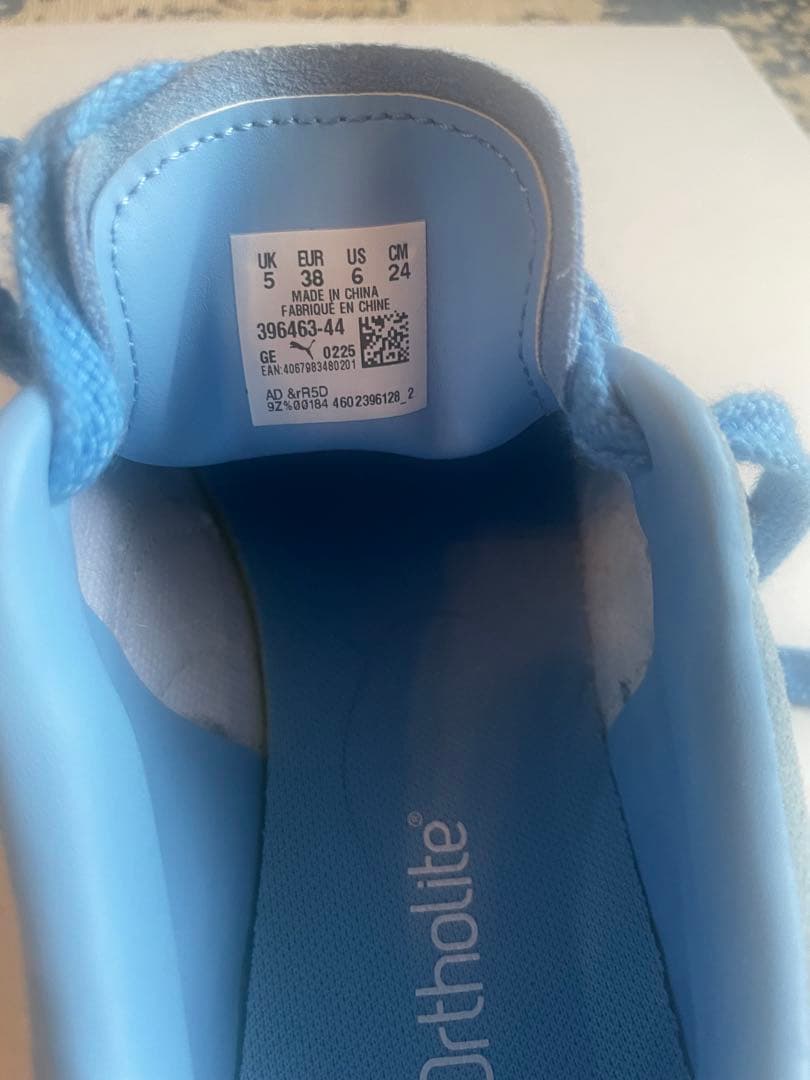 UK EUR US CM
5 38 6 24
MADE IN CHINA
FABRIQUÉ EN CHINE
396463-44
GE 0225
EAN:4067983480201
AD &rR5D
9Z%00184 4602396128_2
Ortholite®